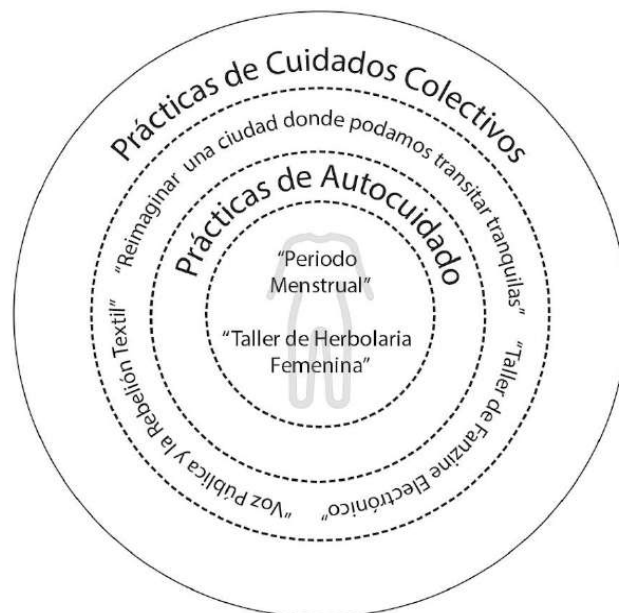 Prácticas de Cuidados Colectivos
“Reimaginar una ciudad donde podamos transitar tranquilas”
“Taller de Fanzine Electrónico”
“Voz Pública y la Rebelión Textil”
Prácticas de Autocuidado
“Periodo
Menstrual”
“Taller de Herbolaria
Femenina”